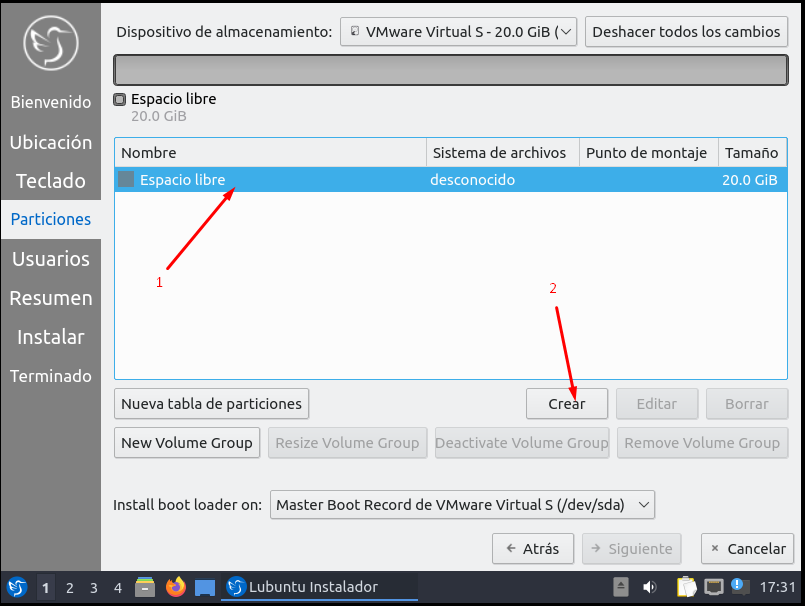 Dispositivo de almacenamiento: VMware Virtual S - 20.0 GiB ( Deshacer todos los cambios
Espacio libre
20.0 GiB
Bienvenido
Ubicación
Teclado
Particiones
Usuarios
Resumen
Instalar
Terminado
Nombre Sistema de archivos Punto de montaje Tamaño
Espacio libre desconocido 20.0 GiB
1
2
Nueva tabla de particiones Crear Editar Borrar
New Volume Group Resize Volume Group Deactivate Volume Group Remove Volume Group
Install boot loader on: Master Boot Record de VMware Virtual S (/dev/sda)
Atrás Siguiente Cancelar
1 2 3 4 Lubuntu Instalador 17:31